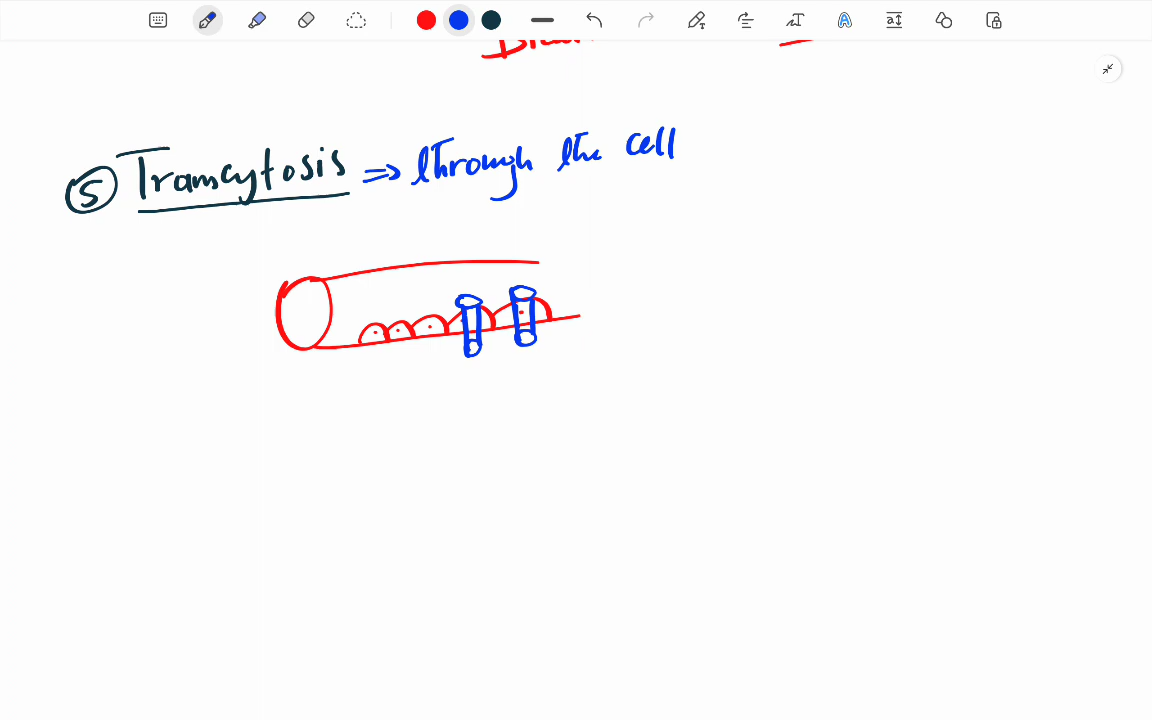 ⑤ Transcytosis ⇒ through the cell